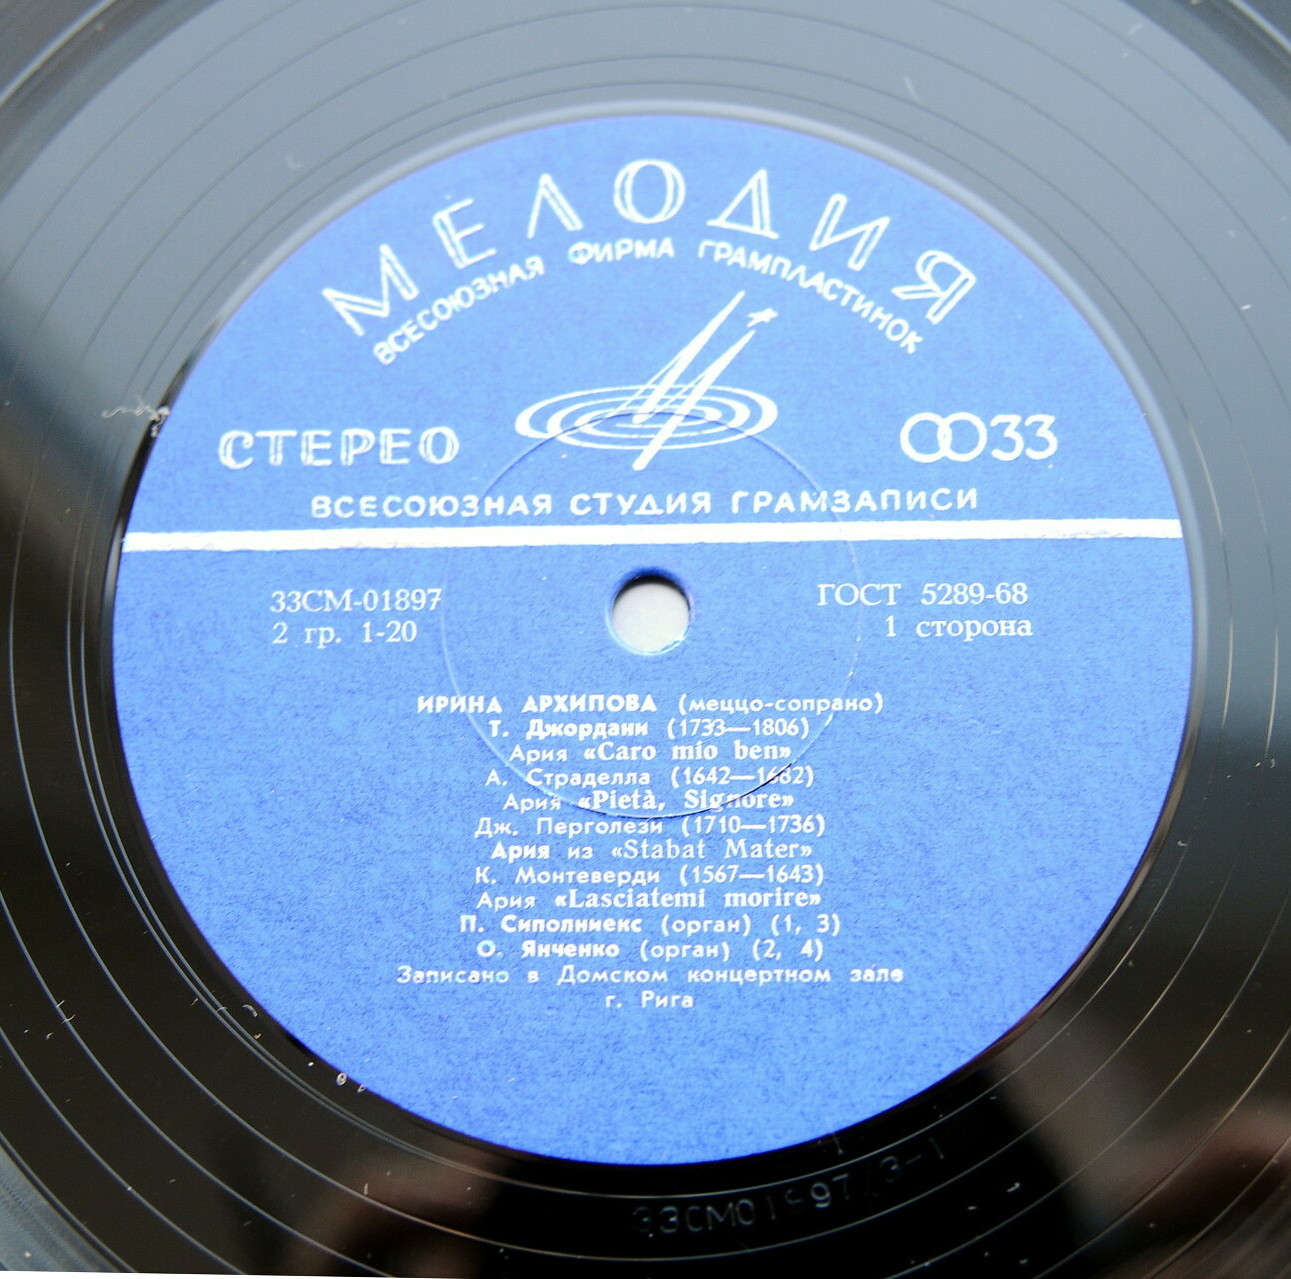 МЕЛОДИЯ
ВСЕСОЮЗНАЯ ФИРМА ГРАМПЛАСТИНОК
СТЕРЕО
33
ВСЕСОЮЗНАЯ СТУДИЯ ГРАМЗАПИСИ
33СМ-01897
ГОСТ 5289-68
2 гр. 1-20
1 сторона
ИРИНА АРХИПОВА (меццо-сопрано)
Т. Джордани (1733—1806)
Ария «Caro mio ben»
А. Страделла (1642—1682)
Ария «Pietà, Signore»
Дж. Перголези (1710—1736)
Ария из «Stabat Mater»
К. Монтеверди (1567—1643)
Ария «Lasciatemi morire»
П. Сиполниекс (орган) (1, 3)
О. Янченко (орган) (2, 4)
Записано в Домском концертном зале
г. Рига
33СМ01897/3-1